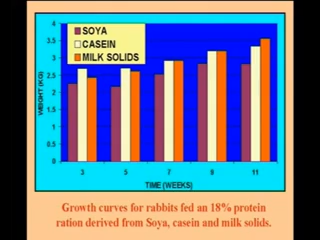 SOYA
CASEIN
MILK SOLIDS
4
3.5
3
2.5
2
1.5
1
0.5
0
WEIGHT (KG)
3
5
7
9
11
TIME (WEEKS)
Growth curves for rabbits fed an 18% protein
ration derived from Soya, casein and milk solids.